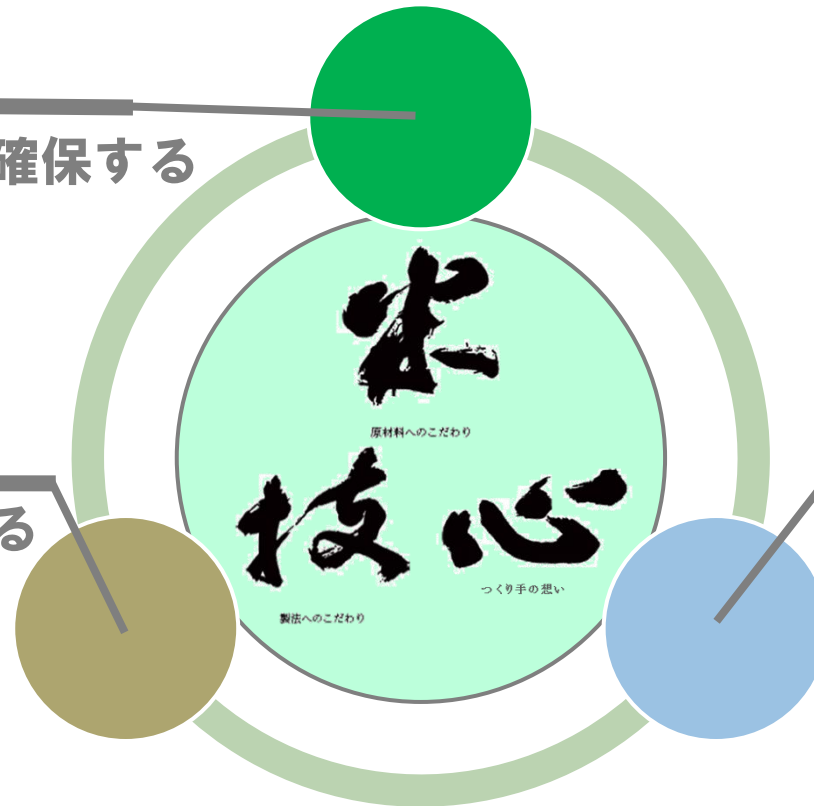 確保する
米
原材料へのこだわり
る
技 心
つくり手の想い
製法へのこだわり